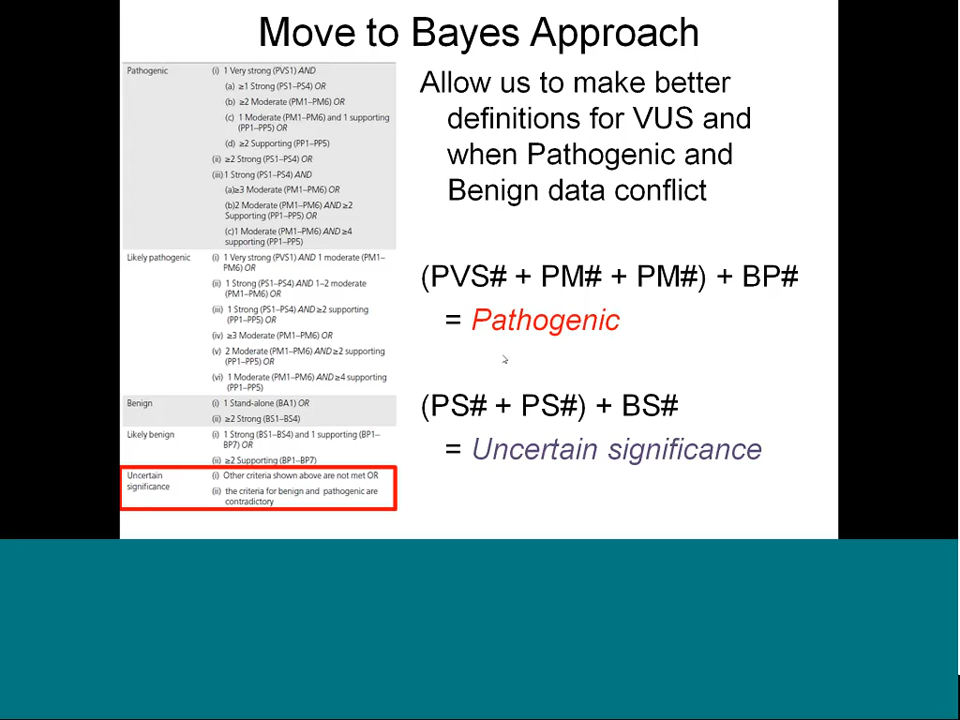 Move to Bayes Approach
Pathogenic
(i) 1 Very strong (PVS1) AND
(a) ≥1 Strong (PS1–PS4) OR
(b) ≥2 Moderate (PM1–PM6) OR
(c) 1 Moderate (PM1–PM6) and 1 supporting
(PP1–PP5) OR
(d) ≥2 Supporting (PP1–PP5)
(ii) ≥2 Strong (PS1–PS4) OR
(iii) 1 Strong (PS1–PS4) AND
(a)≥3 Moderate (PM1–PM6) OR
(b)2 Moderate (PM1–PM6) AND ≥2
Supporting (PP1–PP5) OR
(c)1 Moderate (PM1–PM6) AND ≥4
supporting (PP1–PP5)
Likely pathogenic
(i) 1 Very strong (PVS1) AND 1 moderate (PM1–
PM6) OR
(ii) 1 Strong (PS1–PS4) AND 1–2 moderate
(PM1–PM6) OR
(iii) 1 Strong (PS1–PS4) AND ≥2 supporting
(PP1–PP5) OR
(iv) ≥3 Moderate (PM1–PM6) OR
(v) 2 Moderate (PM1–PM6) AND ≥2 supporting
(PP1–PP5) OR
(vi) 1 Moderate (PM1–PM6) AND ≥4 supporting
(PP1–PP5)
Benign
(i) 1 Stand-alone (BA1) OR
(ii) ≥2 Strong (BS1–BS4)
Likely benign
(i) 1 Strong (BS1–BS4) and 1 supporting (BP1–
BP7) OR
(ii) ≥2 Supporting (BP1–BP7)
Uncertain
significance
(i) Other criteria shown above are not met OR
(ii) the criteria for benign and pathogenic are
contradictory
Allow us to make better
definitions for VUS and
when Pathogenic and
Benign data conflict
(PVS# + PM# + PM#) + BP#
= Pathogenic
(PS# + PS#) + BS#
= Uncertain significance